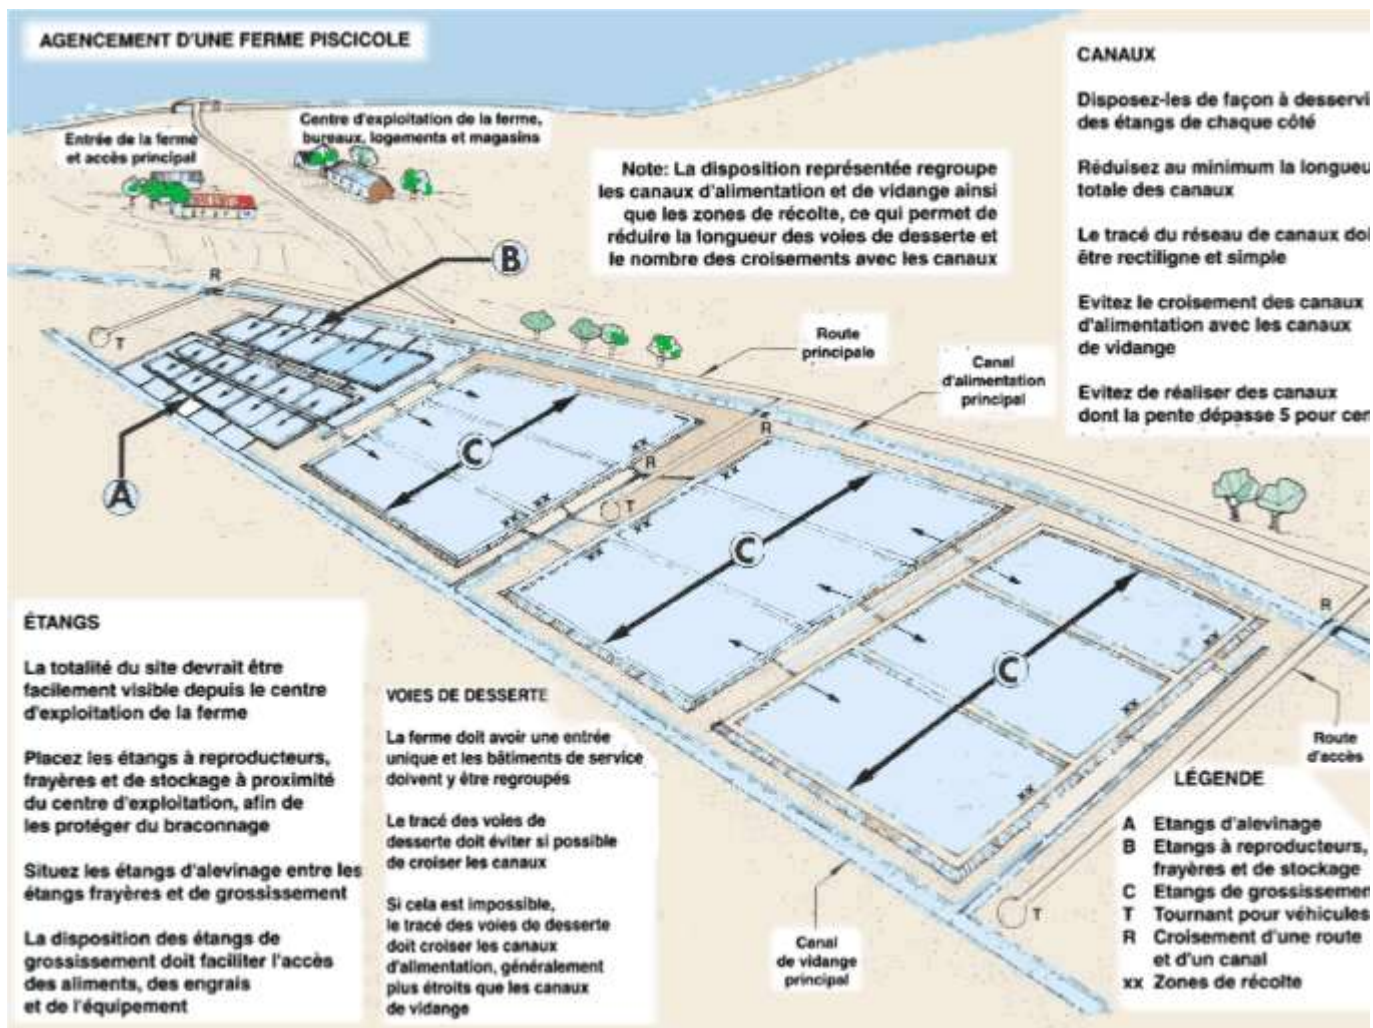 AGENCEMENT D'UNE FERME PISCICOLE
Entrée de la ferme
et accès principal
Centre d'exploitation de la ferme,
bureaux, logements et magasins
Note: La disposition représentée regroupe
les canaux d'alimentation et de vidange ainsi
que les zones de récolte, ce qui permet de
réduire la longueur des voies de desserte et
le nombre des croisements avec les canaux
CANAUX
Disposez-les de façon à desservi
des étangs de chaque côté
Réduisez au minimum la longueu
totale des canaux
Le tracé du réseau de canaux doi
être rectiligne et simple
Evitez le croisement des canaux
d'alimentation avec les canaux
de vidange
Evitez de réaliser des canaux
dont la pente dépasse 5 pour cen
R
B
T
A
Route
principale
Canal
d'alimentation
principal
C
xx
R
R
xx
xx
xx
T
xx
xx
C
xx
C
R
xx
xx
xx
T
Route
d'accès
Canal
de vidange
principal
ÉTANGS
La totalité du site devrait être
facilement visible depuis le centre
d'exploitation de la ferme
Placez les étangs à reproducteurs,
frayères et de stockage à proximité
du centre d'exploitation, afin de
les protéger du braconnage
Situez les étangs d'alevinage entre les
étangs frayères et de grossissement
La disposition des étangs de
grossissement doit faciliter l'accès
des aliments, des engrais
et de l'équipement
VOIES DE DESSERTE
La ferme doit avoir une entrée
unique et les bâtiments de service
doivent y être regroupés
Le tracé des voies de
desserte doit éviter si possible
de croiser les canaux
Si cela est impossible,
le tracé des voies de desserte
doit croiser les canaux
d'alimentation, généralement
plus étroits que les canaux
de vidange
LÉGENDE
A Etangs d'alevinage
B Etangs à reproducteurs,
frayères et de stockage
C Etangs de grossissemen
T Tournant pour véhicules
R Croisement d'une route
et d'un canal
xx Zones de récolte